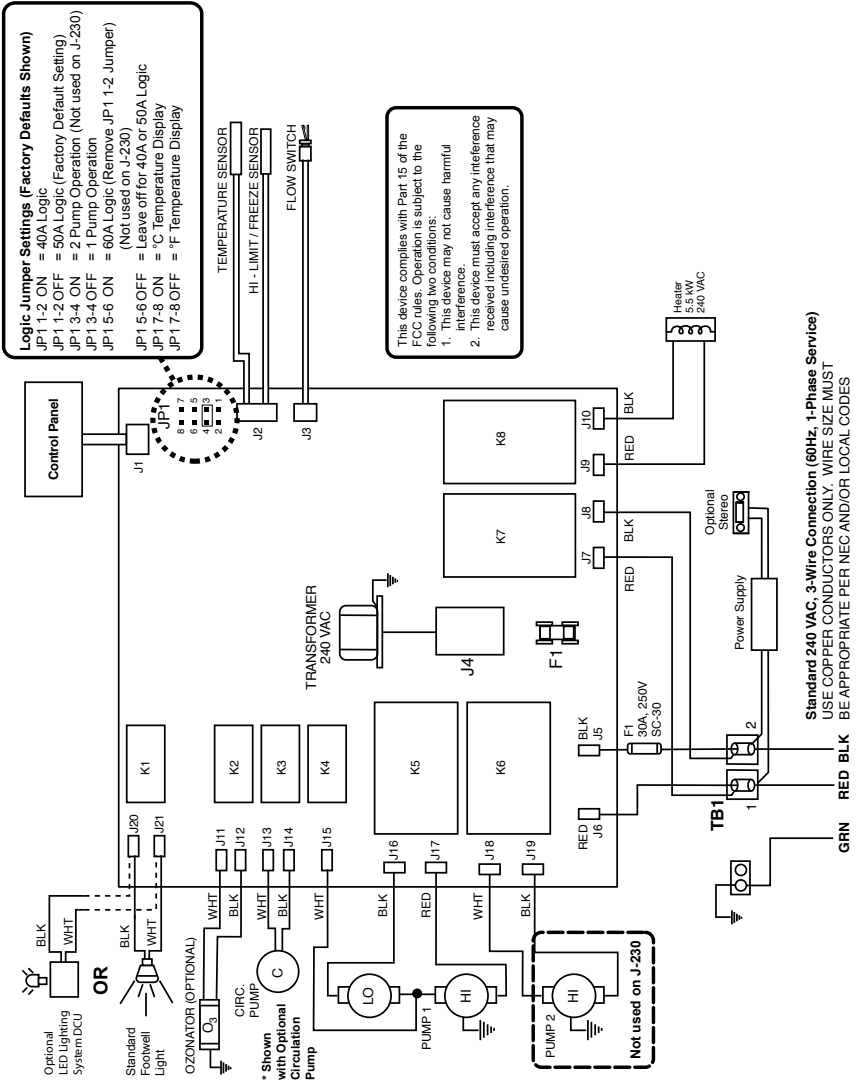 Logic Jumper Settings (Factory Defaults Shown)
JP1 1-2 ON = 40A Logic
JP1 1-2 OFF = 50A Logic (Factory Default Setting)
JP1 3-4 ON = 2 Pump Operation (Not used on J-230)
JP1 3-4 OFF = 1 Pump Operation
JP1 5-6 ON = 60A Logic (Remove JP1 1-2 Jumper)
(Not used on J-230)
JP1 5-6 OFF = Leave off for 40A or 50A Logic
JP1 7-8 ON = °C Temperature Display
JP1 7-8 OFF = °F Temperature Display
Control Panel
J1
JP1
8 7
6 5
4 3
2 1
J2
J3
TEMPERATURE SENSOR
HI - LIMIT / FREEZE SENSOR
FLOW SWITCH
This device complies with Part 15 of the
FCC rules. Operation is subject to the
following two conditions:
1. This device may not cause harmful
interference.
2. This device must accept any inteference
received including interference that may
cause undesired operation.
Optional
LED Lighting
System DCU
BLK
WHT
OR
Standard
Footwell
Light
BLK
WHT
J20
J21
K1
OZONATOR (OPTIONAL)
O3
WHT
BLK
J11
J12
K2
CIRC.
PUMP
C
WHT
BLK
J13
J14
K3
* Shown
with Optional
Circulation
Pump
WHT
J15
K4
LO
PUMP 1
HI
BLK
RED
J16
J17
K5
WHT
BLK
J18
J19
K6
PUMP 2
HI
Not used on J-230
TRANSFORMER
240 VAC
J4
F1
K7
K8
J5
BLK
J6
RED
J7
RED
J8
BLK
J9
RED
J10
BLK
Heater
5.5 kW
240 VAC
F1
30A, 250V
SC-30
TB1
1
2
Power Supply
Optional
Stereo
GRN
RED
BLK
Standard 240 VAC, 3-Wire Connection (60Hz, 1-Phase Service)
USE COPPER CONDUCTORS ONLY. WIRE SIZE MUST
BE APPROPRIATE PER NEC AND/OR LOCAL CODES